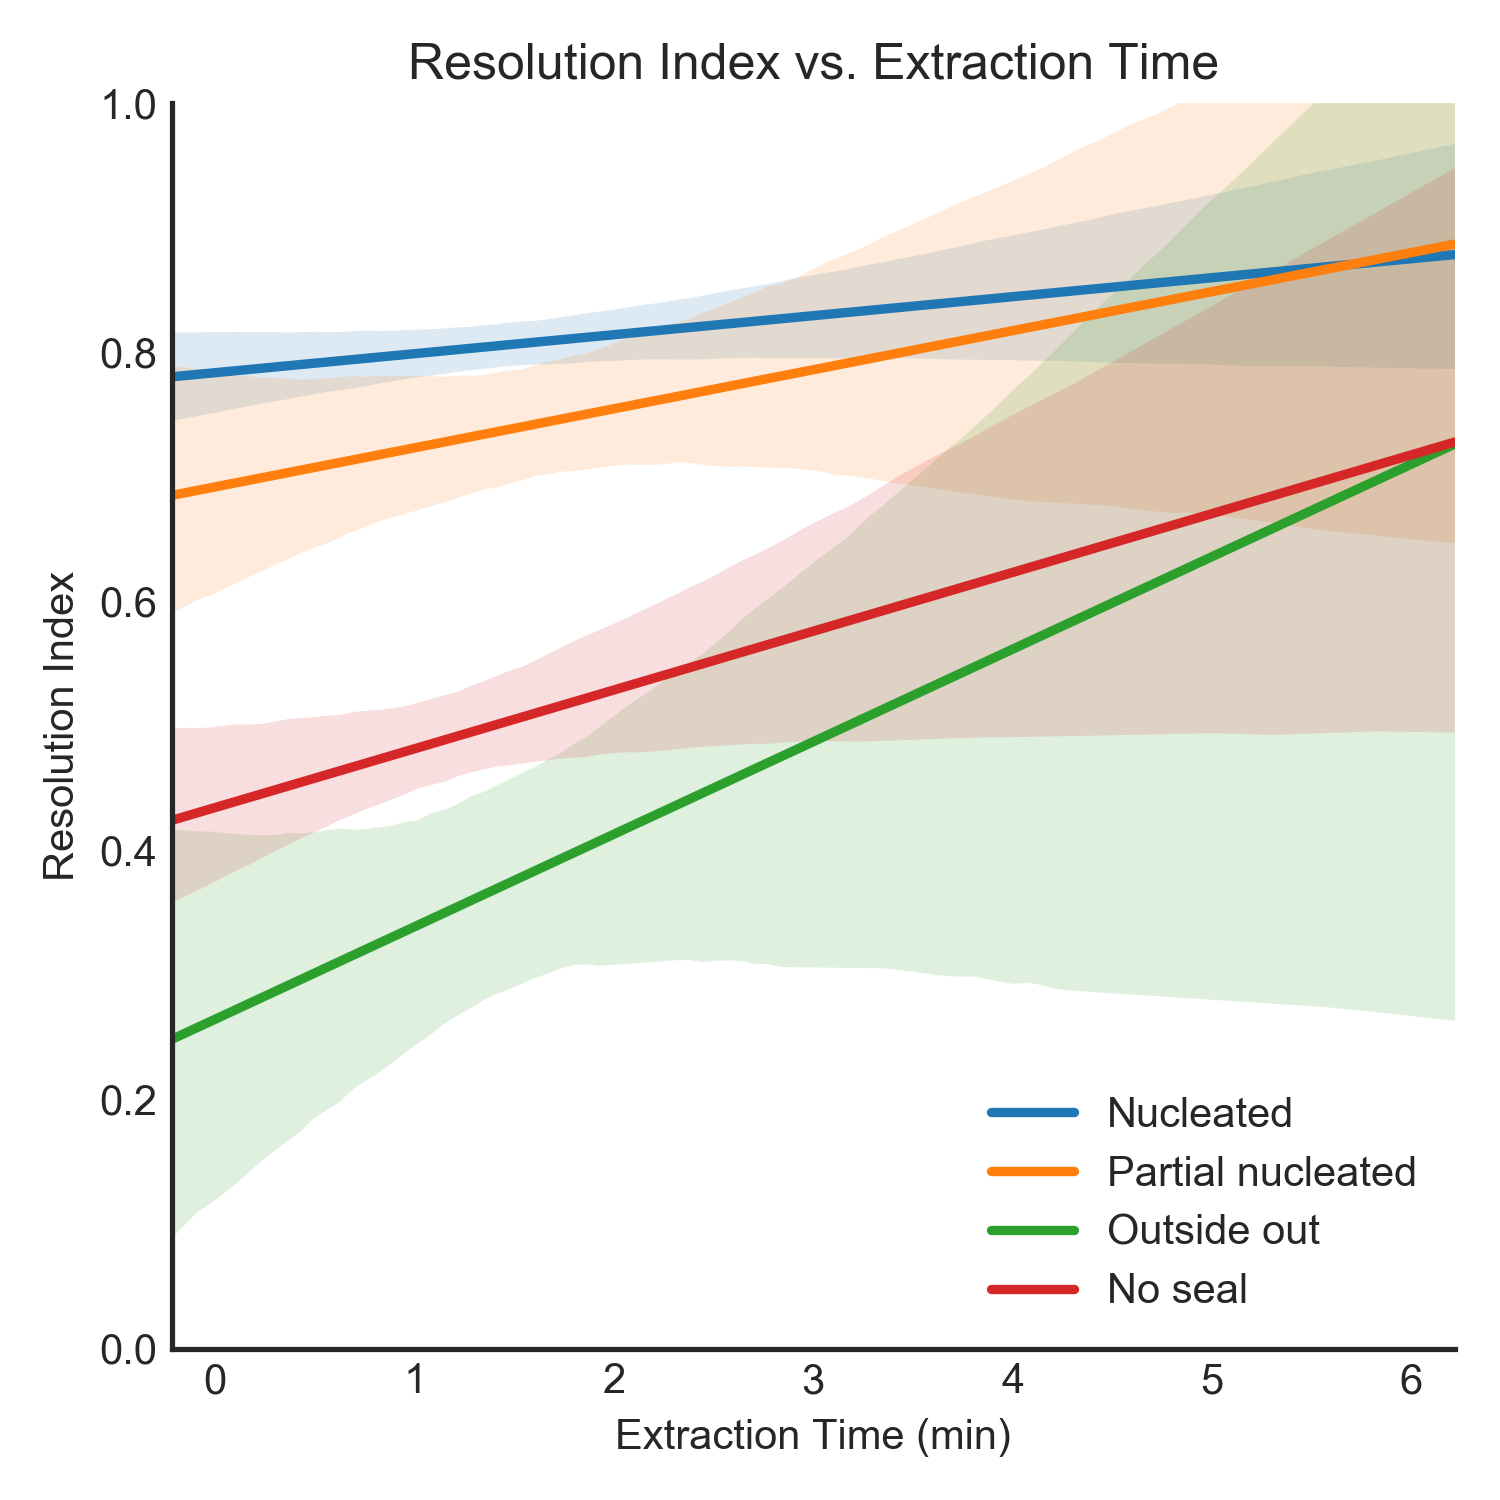 Resolution Index vs. Extraction Time
1.0
0.8
0.6
0.4
0.2
0.0
Resolution Index
0 1 2 3 4 5 6
Extraction Time (min)
Nucleated
Partial nucleated
Outside out
No seal